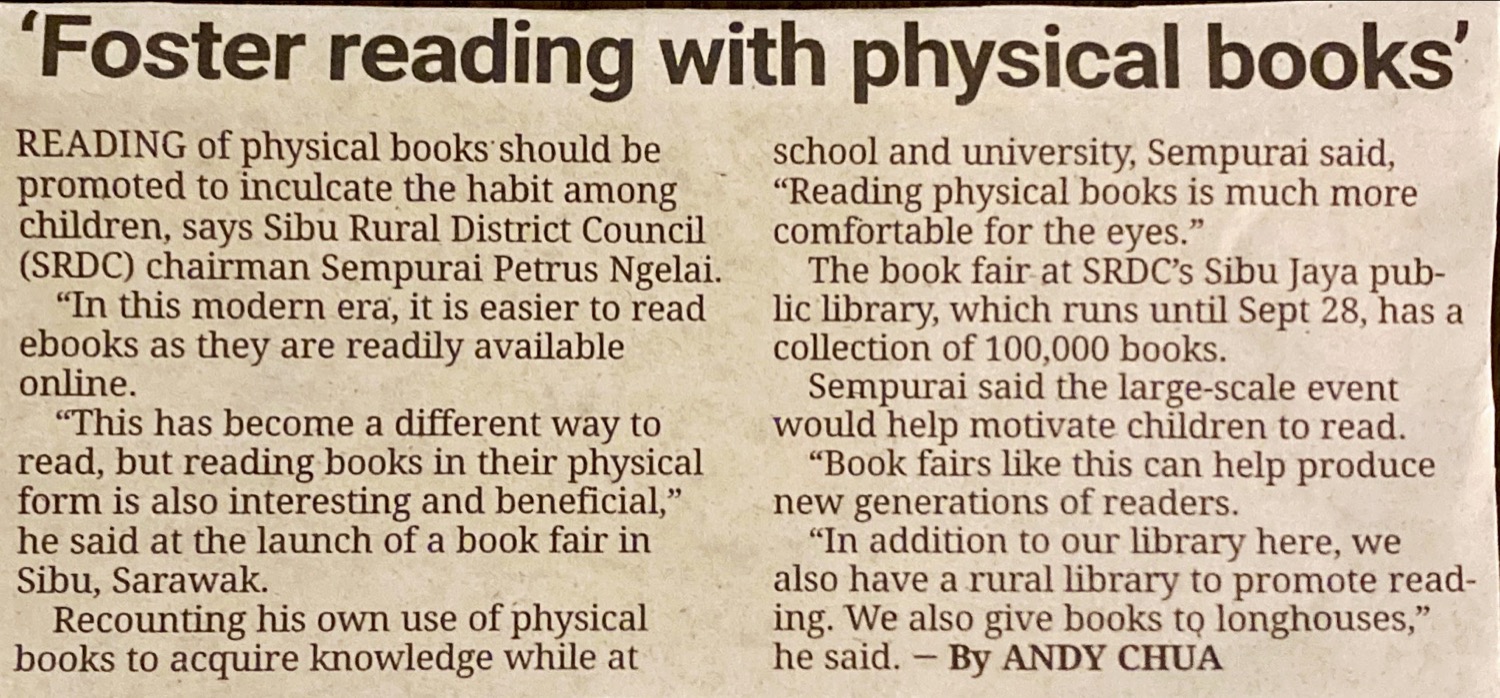 ‘Foster reading with physical books’
READING of physical books should be
promoted to inculcate the habit among
children, says Sibu Rural District Council
(SRDC) chairman Sempurai Petrus Ngelai.
“In this modern era, it is easier to read
ebooks as they are readily available
online.
“This has become a different way to
read, but reading books in their physical
form is also interesting and beneficial,”
he said at the launch of a book fair in
Sibu, Sarawak.
Recounting his own use of physical
books to acquire knowledge while at
school and university, Sempurai said,
“Reading physical books is much more
comfortable for the eyes.”
The book fair at SRDC’s Sibu Jaya pub-
lic library, which runs until Sept 28, has a
collection of 100,000 books.
Sempurai said the large-scale event
would help motivate children to read.
“Book fairs like this can help produce
new generations of readers.
“In addition to our library here, we
also have a rural library to promote read-
ing. We also give books to longhouses,”
he said. — By ANDY CHUA